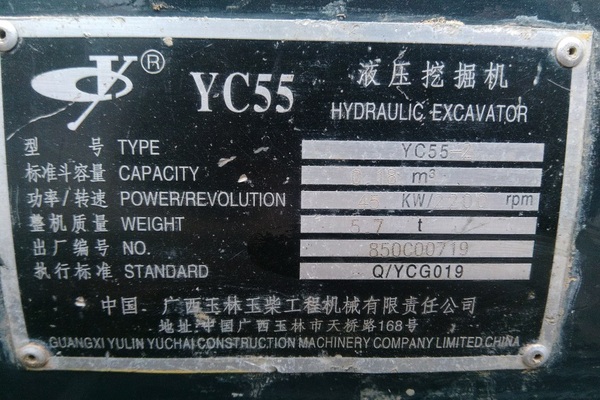 ® YC55 液压挖掘机
HYDRAULIC EXCAVATOR
型 号 TYPE YC55-
标准斗容量 CAPACITY m³
功率/转速 POWER/REVOLUTION KW/ rpm
整机质量 WEIGHT 5.7 t
出厂编号 NO. 850C00719
执行标准 STANDARD Q/YCG019
中国·广西玉林玉柴工程机械有限责任公司
地址:中国广西玉林市天桥路168号
GUANGXI YULIN YUCHAI CONSTRUCTION MACHINERY COMPANY LIMITED.CHINA